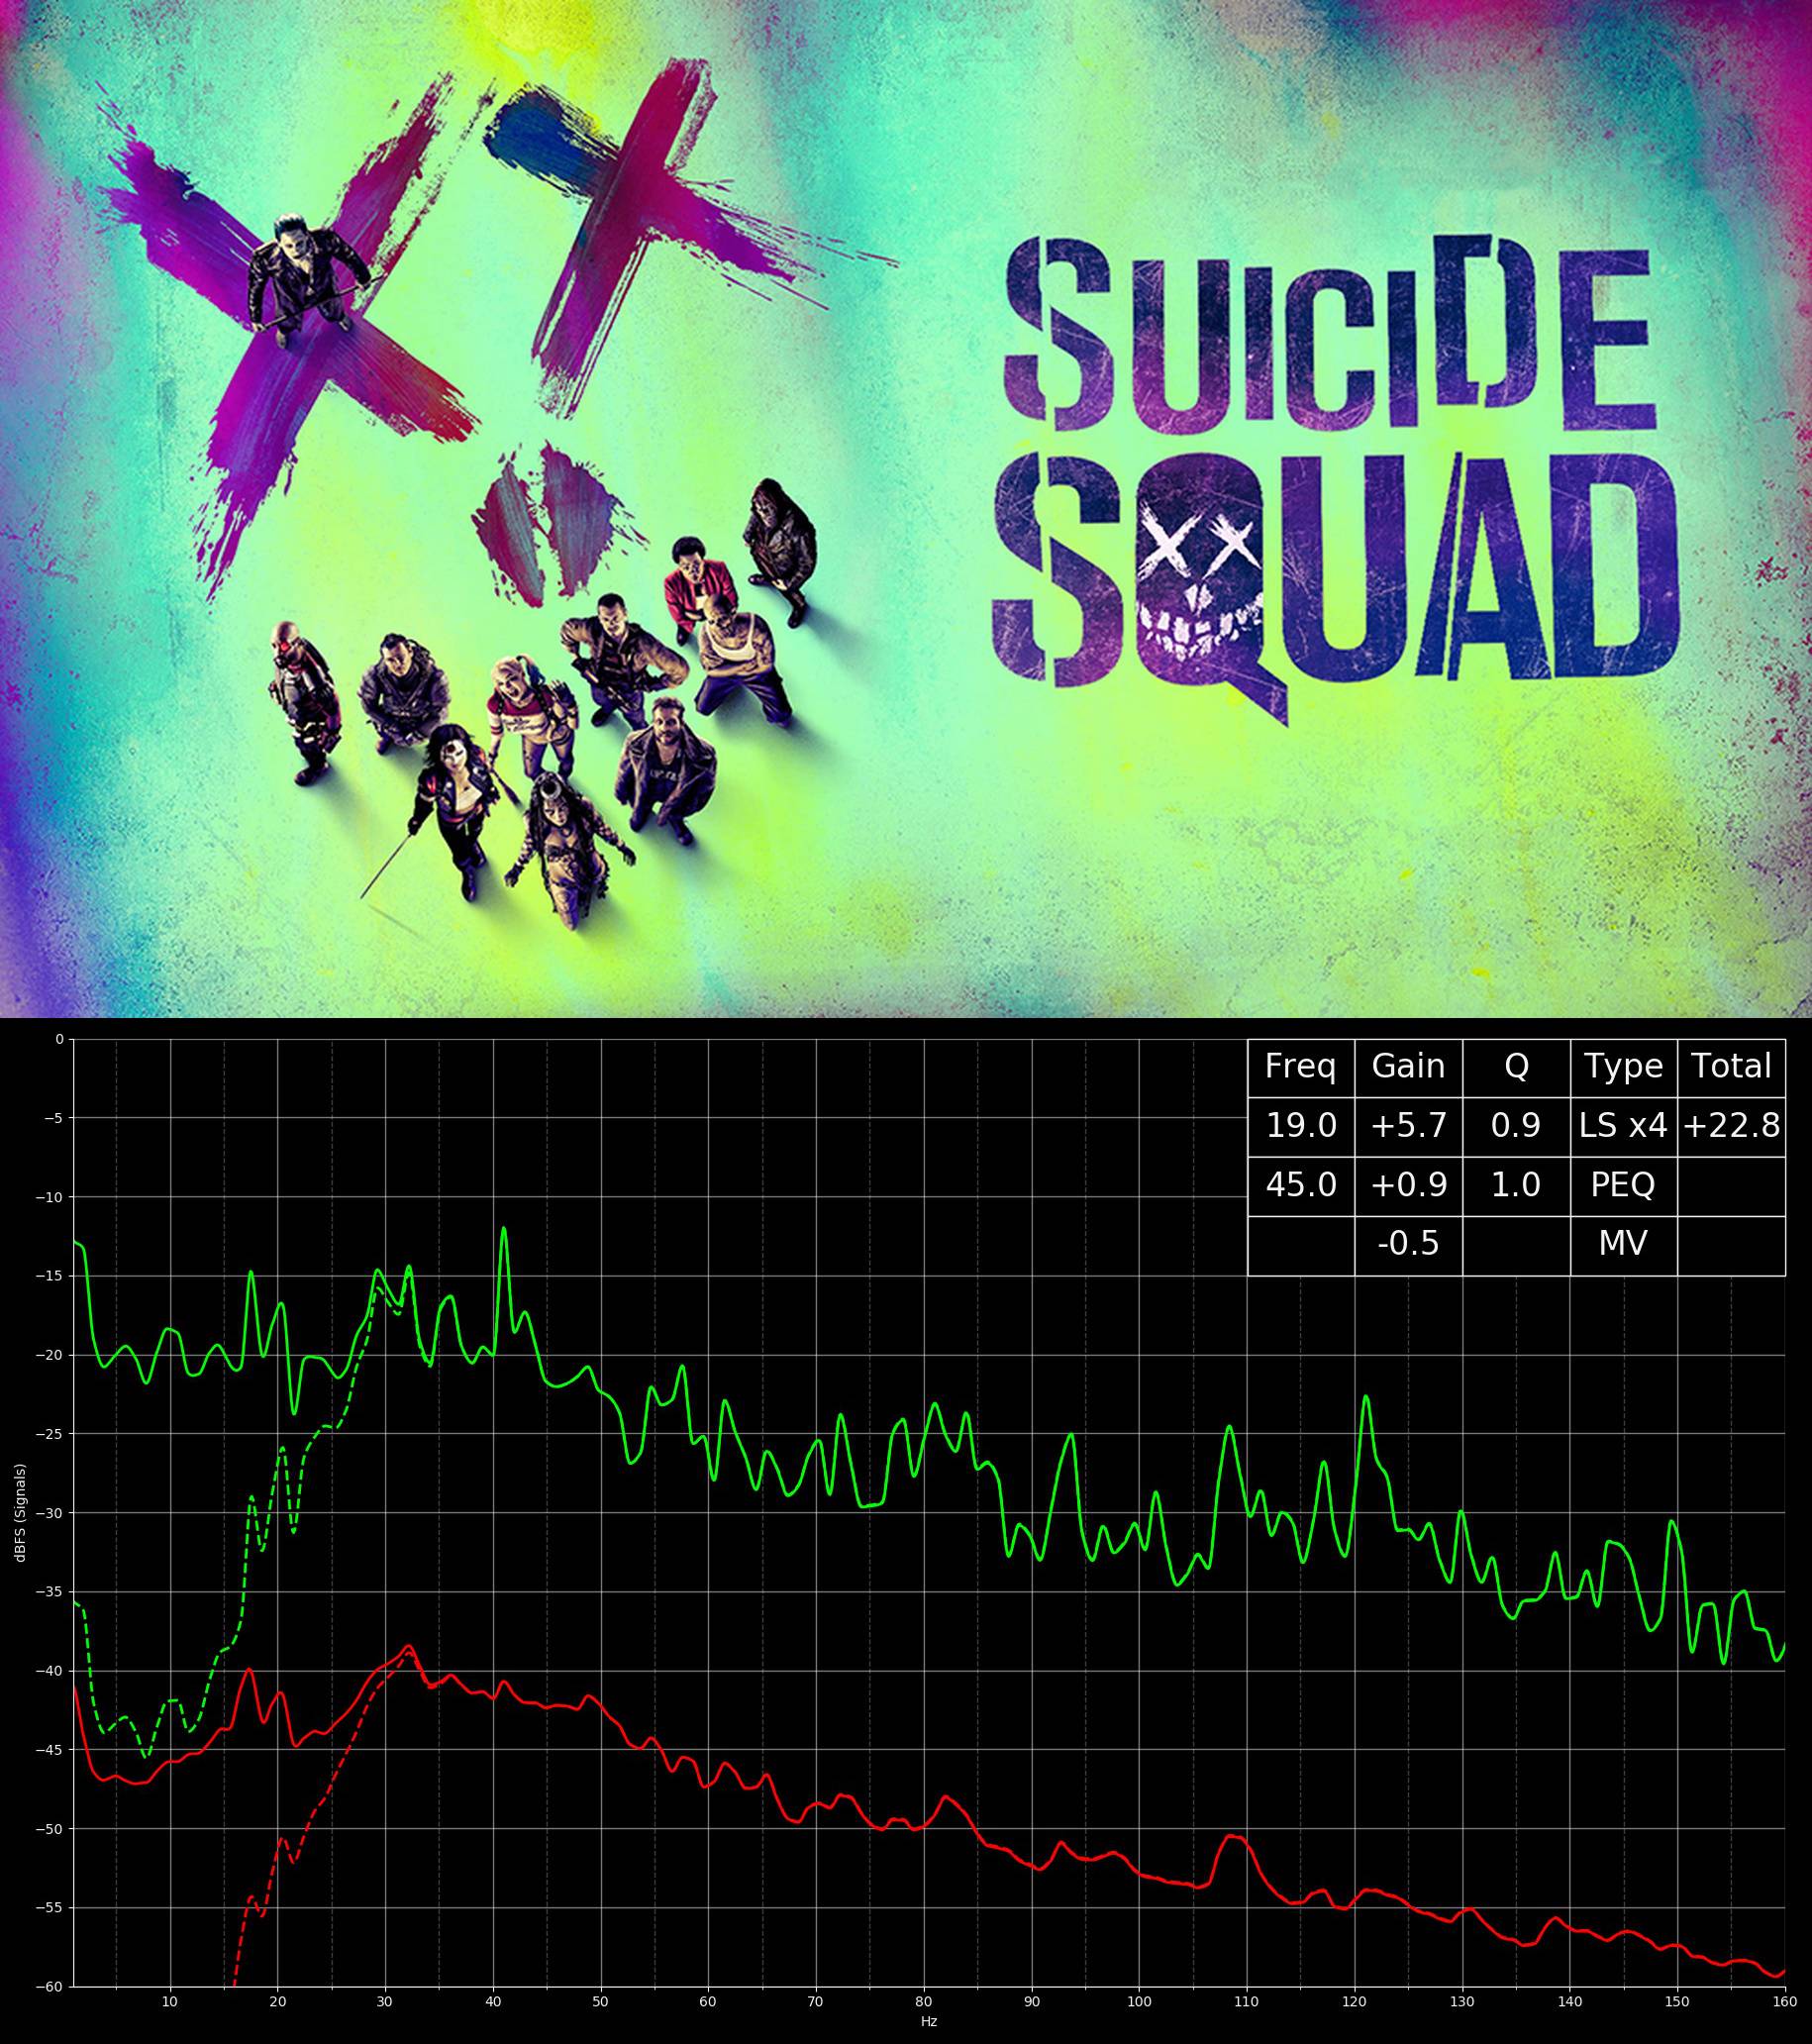 SUICIDE
SQUAD
Freq Gain Q Type Total
19.0 +5.7 0.9 LS x4 +22.8
45.0 +0.9 1.0 PEQ
-0.5 MV
0
−5
−10
−15
−20
−25
−30
−35
−40
−45
−50
−55
−60
dBFS (Signals)
10 20 30 40 50 60 70 80 90 100 110 120 130 140 150 160
Hz